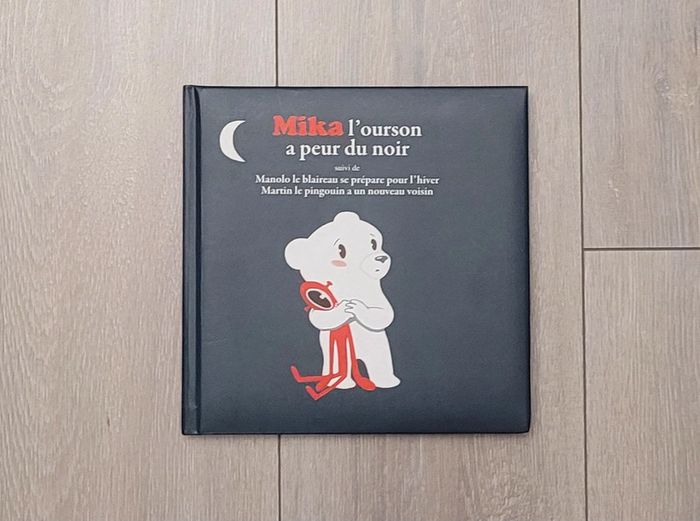 Mika l'ourson
a peur du noir
suivi de
Manolo le blaireau se prépare pour l'hiver
Martin le pingouin a un nouveau voisin